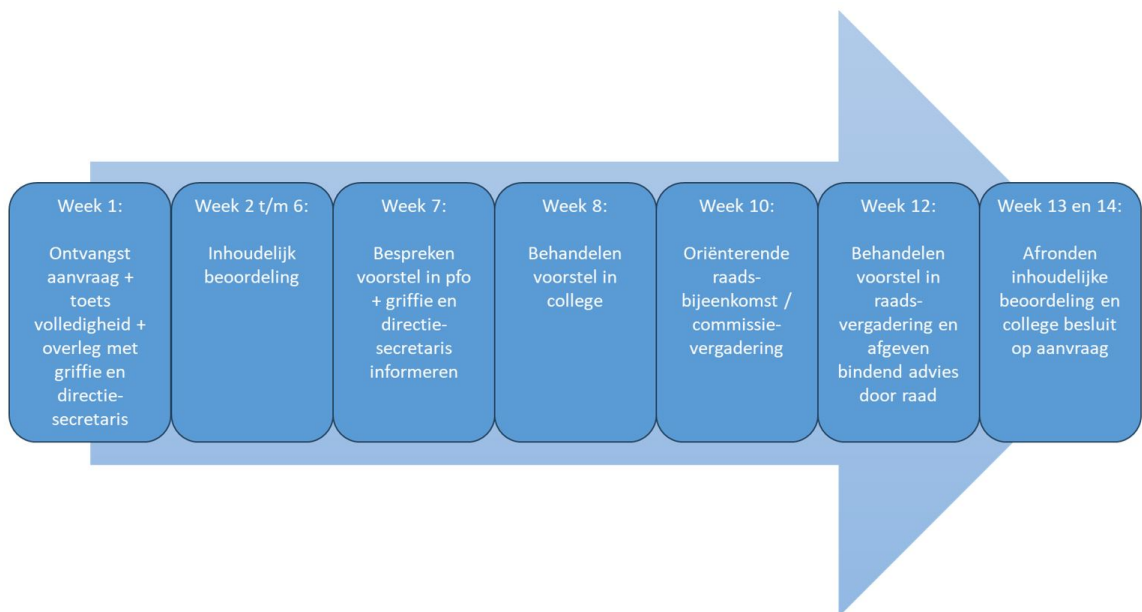 Week 1:
Ontvangst
aanvraag +
toets
volledigheid +
overleg met
griffie en
directie-
secretaris
Week 2 t/m 6:
Inhoudelijk
beoordeling
Week 7:
Bespreken
voorstel in pfo
+ griffie en
directie-
secretaris
informeren
Week 8:
Behandelen
voorstel in
college
Week 10:
Oriënterende
raads-
bijeenkomst /
commissie-
vergadering
Week 12:
Behandelen
voorstel in
raads-
vergadering en
afgeven
bindend advies
door raad
Week 13 en 14:
Afronden
inhoudelijke
beoordeling en
college besluit
op aanvraag